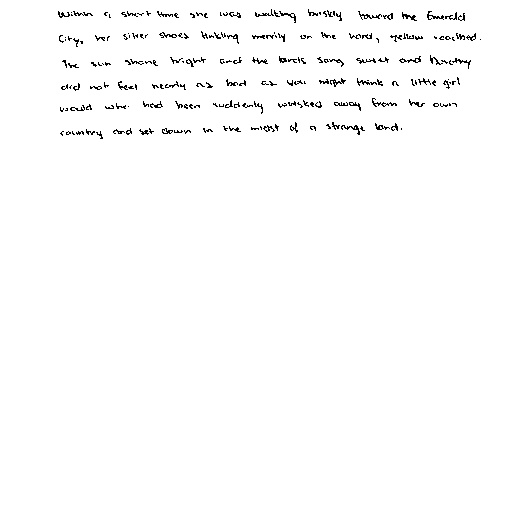 Within a short time she was walking briskly toward the Emerald
City, her silver shoes tinkling merrily on the hard, yellow roadbed.
The sun shone bright and the birds sang sweet and Dorothy
did not feel nearly as bad as you might think a little girl
would who had been suddenly whisked away from her own
country and set down in the midst of a strange land.